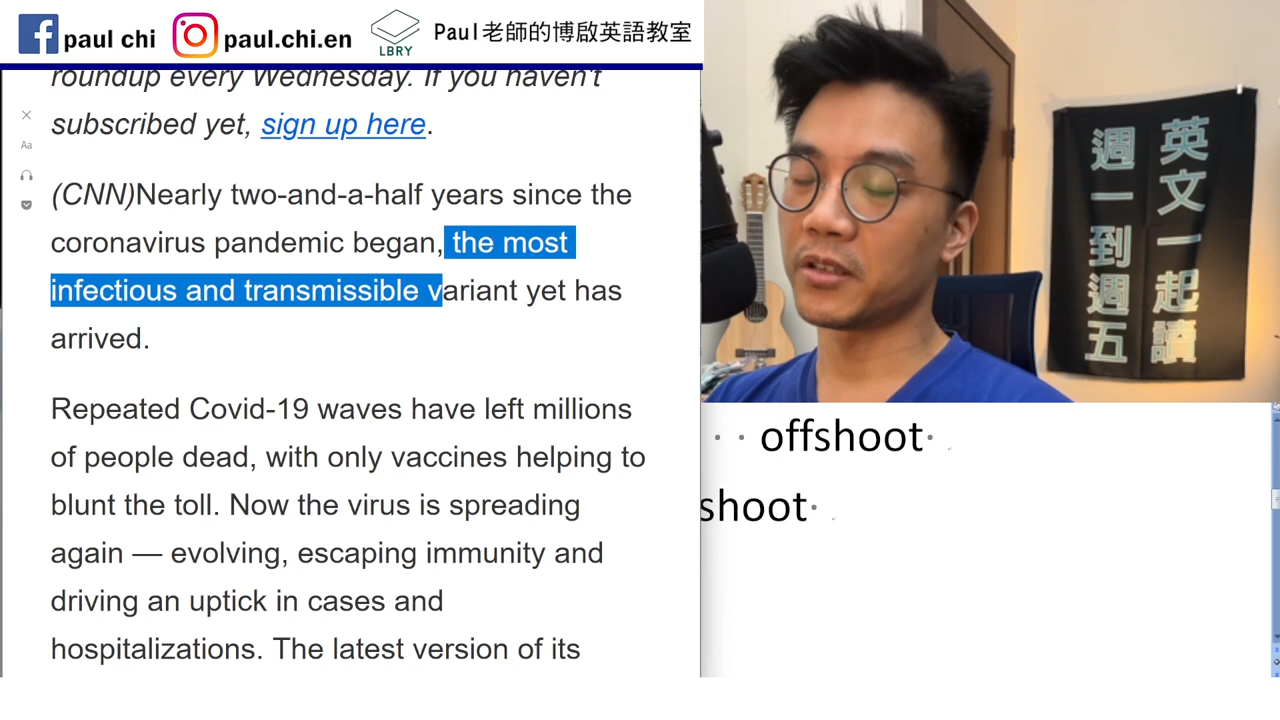 paul chi
paul.chi.en
LBRY
Paul老師的博啟英語教室
roundup every Wednesday. If you haven't
subscribed yet, sign up here.
Aa
(CNN)Nearly two-and-a-half years since the
coronavirus pandemic began, the most
infectious and transmissible variant yet has
arrived.
Repeated Covid-19 waves have left millions
of people dead, with only vaccines helping to
blunt the toll. Now the virus is spreading
again — evolving, escaping immunity and
driving an uptick in cases and
hospitalizations. The latest version of its
英文一起讀
週一到週五
offshoot
shoot